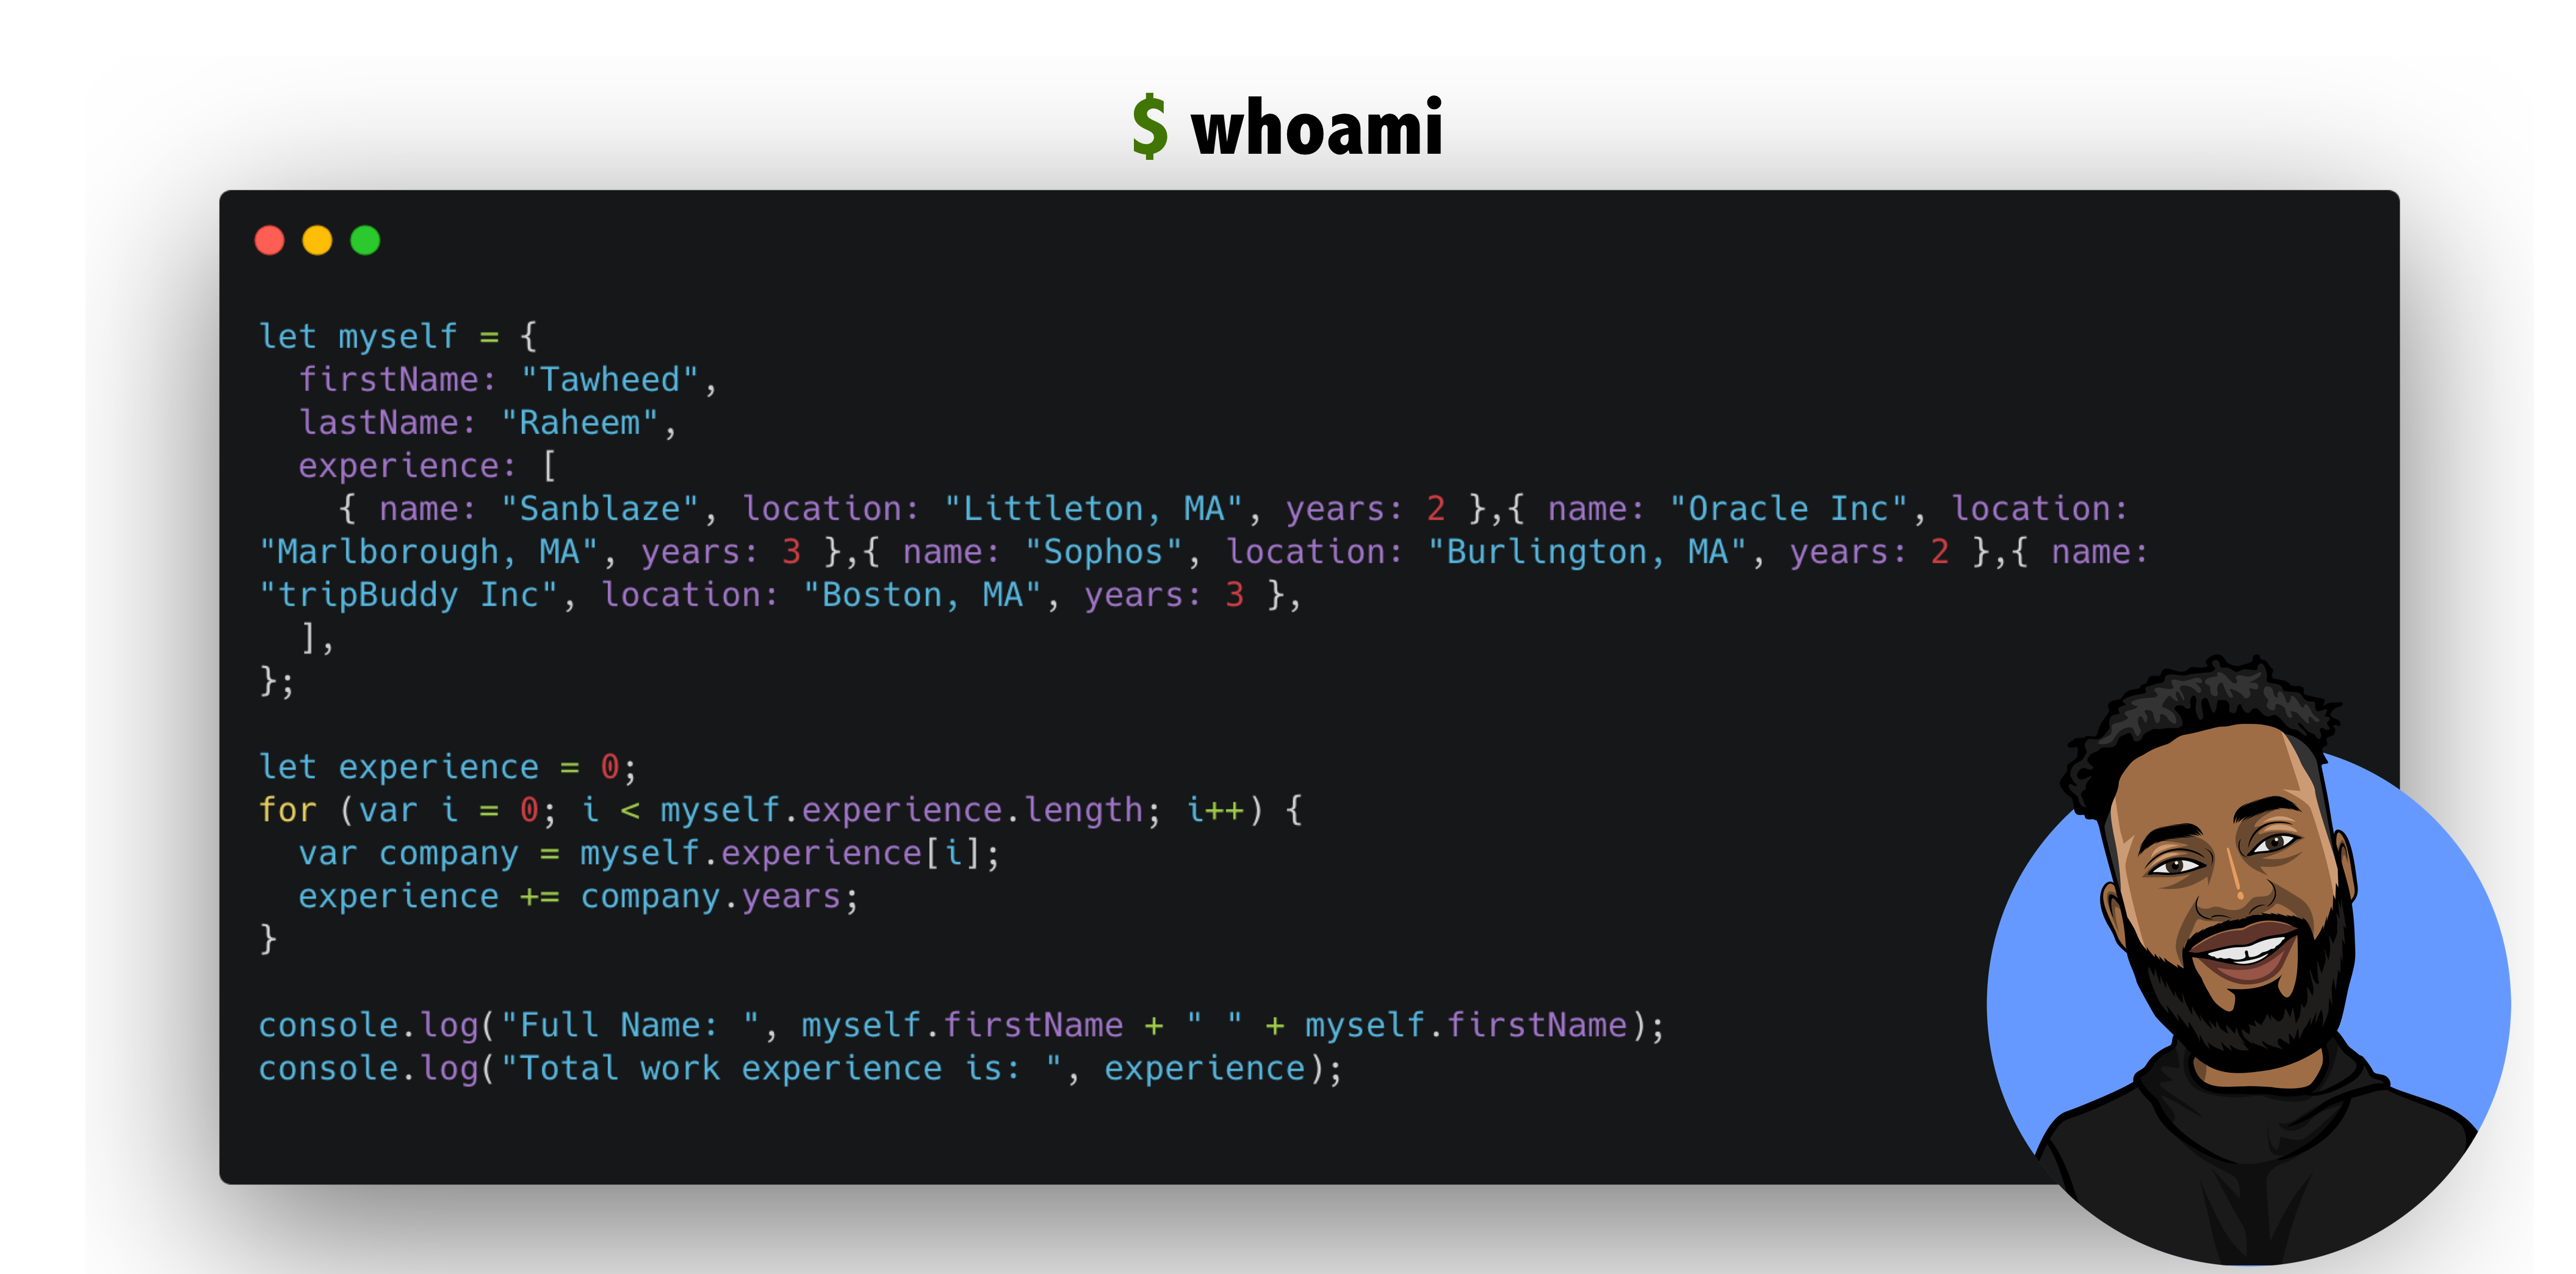 $ whoami
let myself = {
  firstName: "Tawheed",
  lastName: "Raheem",
  experience: [
    { name: "Sanblaze", location: "Littleton, MA", years: 2 },{ name: "Oracle Inc", location:
"Marlborough, MA", years: 3 },{ name: "Sophos", location: "Burlington, MA", years: 2 },{ name:
"tripBuddy Inc", location: "Boston, MA", years: 3 },
  ],
};
let experience = 0;
for (var i = 0; i < myself.experience.length; i++) {
  var company = myself.experience[i];
  experience += company.years;
}
console.log("Full Name: ", myself.firstName + " " + myself.firstName);
console.log("Total work experience is: ", experience);